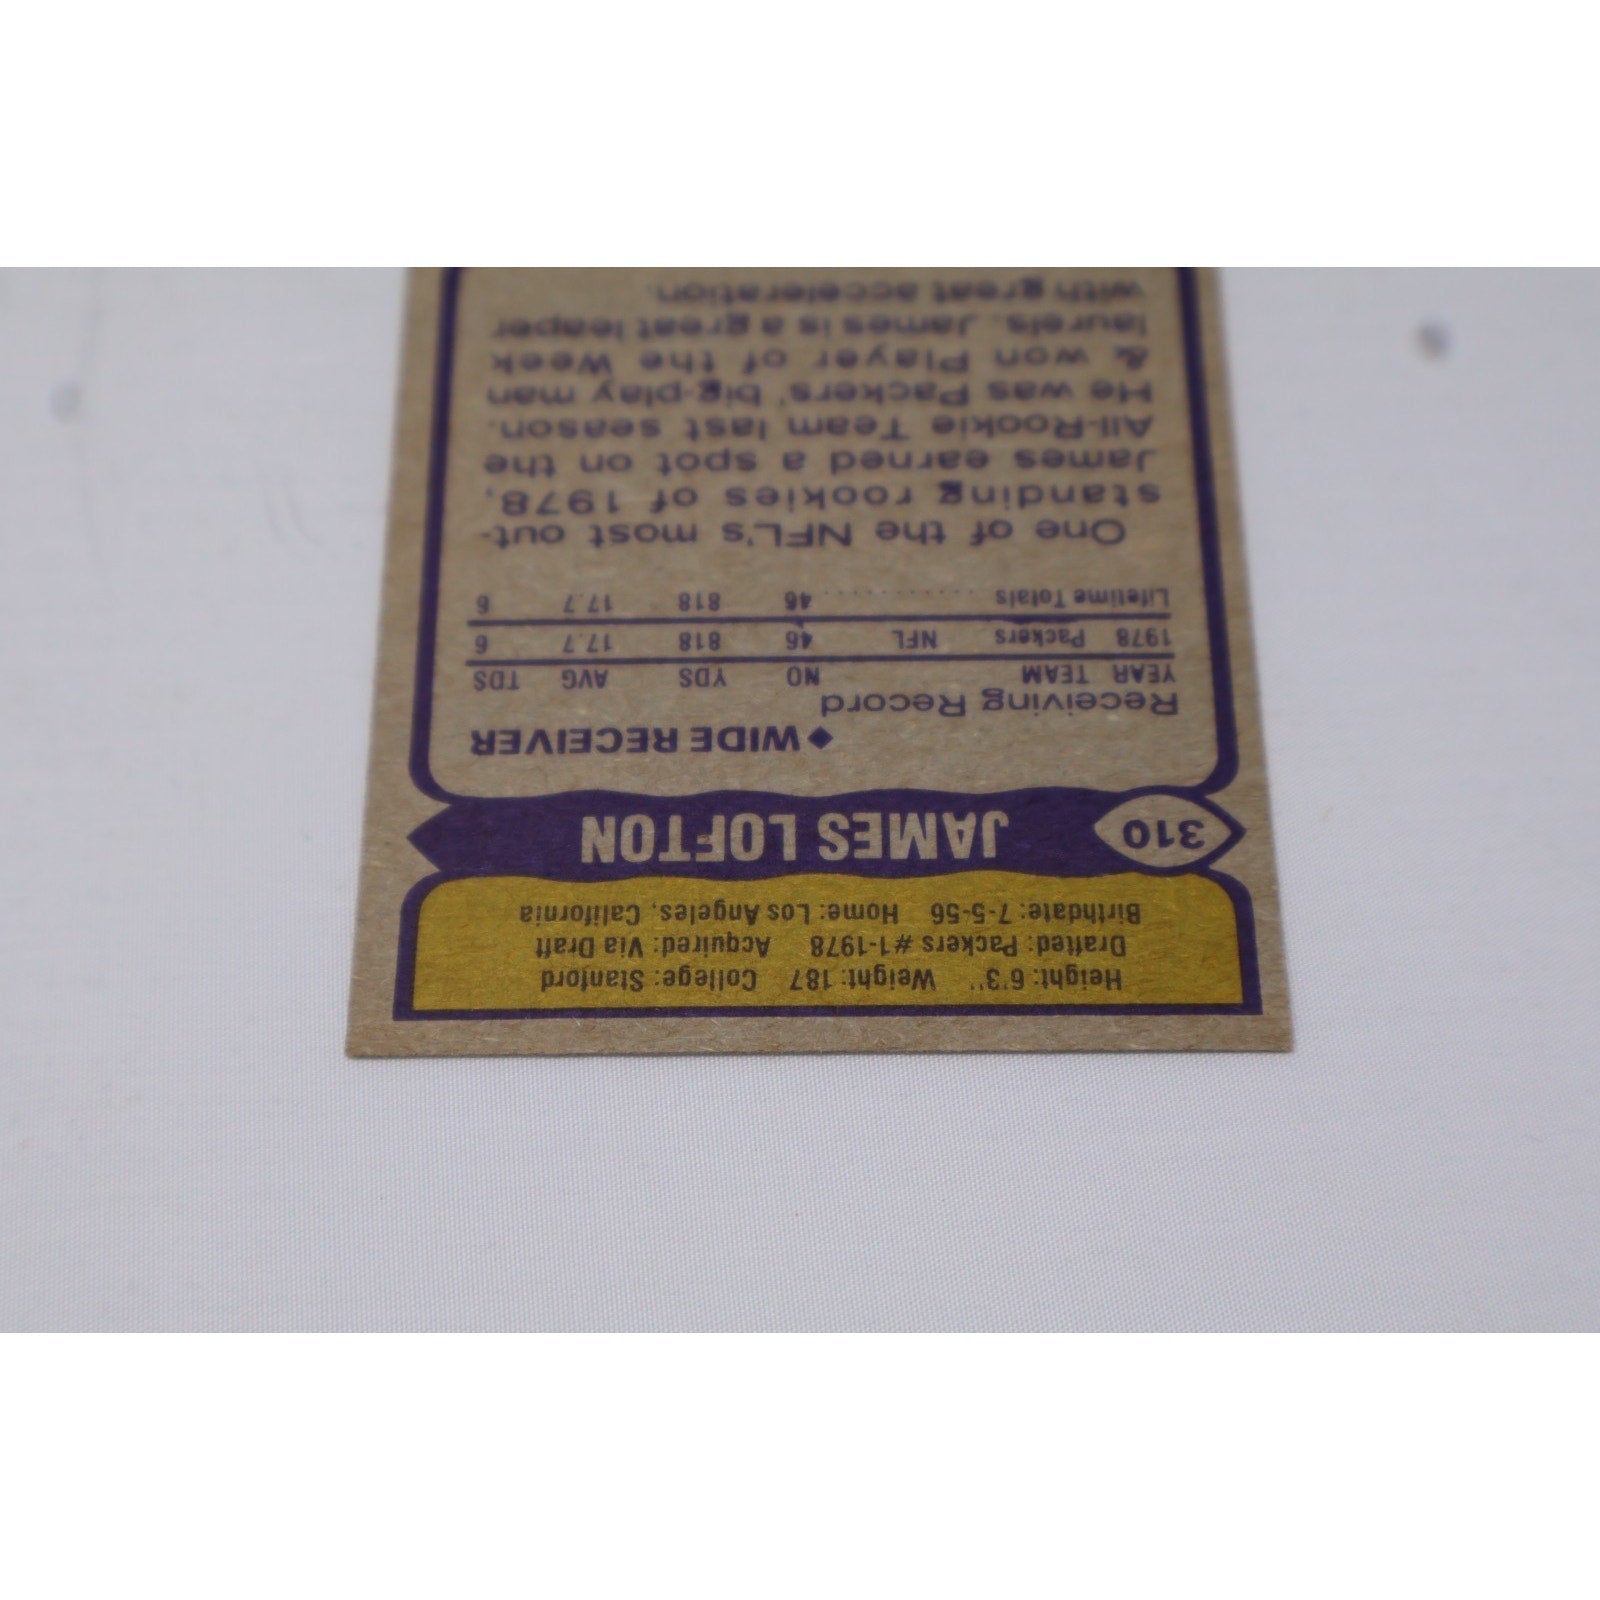 Height: 6'3" Weight: 187 College: Stanford
Drafted: Packers #1-1978 Acquired: Via Draft
Birthdate: 7-5-56 Home: Los Angeles, California
310 JAMES LOFTON
◆ WIDE RECEIVER
Receiving Record
YEAR TEAM NO YDS AVG TDS
1978 Packers NFL 46 818 17.7 6
Lifetime Totals .............. 46 818 17.7 6
One of the NFL's most out-
standing rookies of 1978,
James earned a spot on the
All-Rookie Team last season.
He was Packers' big-play man
& won Player of the Week
laurels. James is a great leaper
with great acceleration.